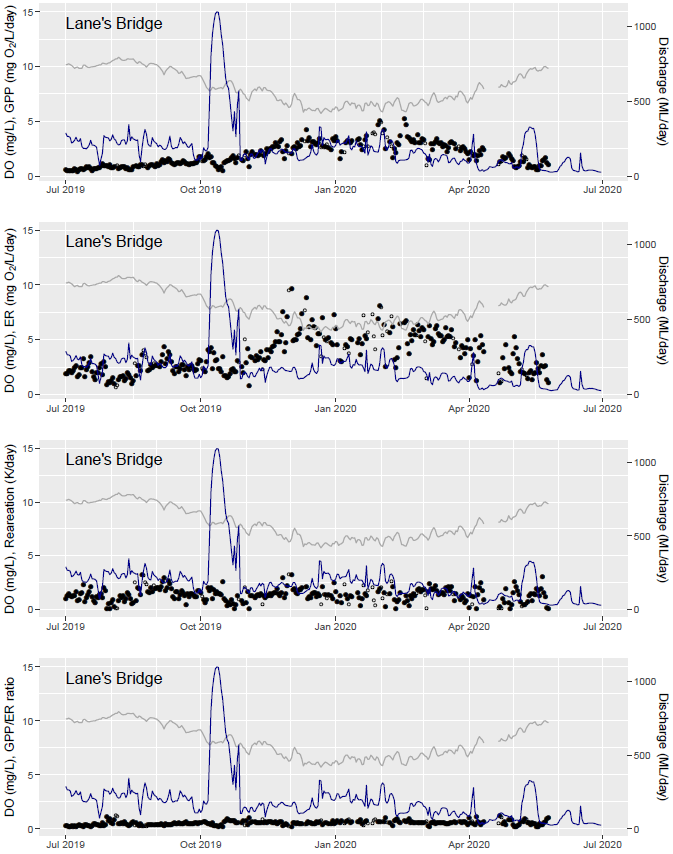 DO (mg/L), GPP (mg O₂/L/day)
Lane's Bridge
15
10
5
0
1000
500
0
Discharge (ML/day)
Jul 2019
Oct 2019
Jan 2020
Apr 2020
Jul 2020
DO (mg/L), ER (mg O₂/L/day)
Lane's Bridge
15
10
5
0
1000
500
0
Discharge (ML/day)
Jul 2019
Oct 2019
Jan 2020
Apr 2020
Jul 2020
DO (mg/L), Reareation (K/day)
Lane's Bridge
15
10
5
0
1000
500
0
Discharge (ML/day)
Jul 2019
Oct 2019
Jan 2020
Apr 2020
Jul 2020
DO (mg/L), GPP/ER ratio
Lane's Bridge
15
10
5
0
1000
500
0
Discharge (ML/day)
Jul 2019
Oct 2019
Jan 2020
Apr 2020
Jul 2020